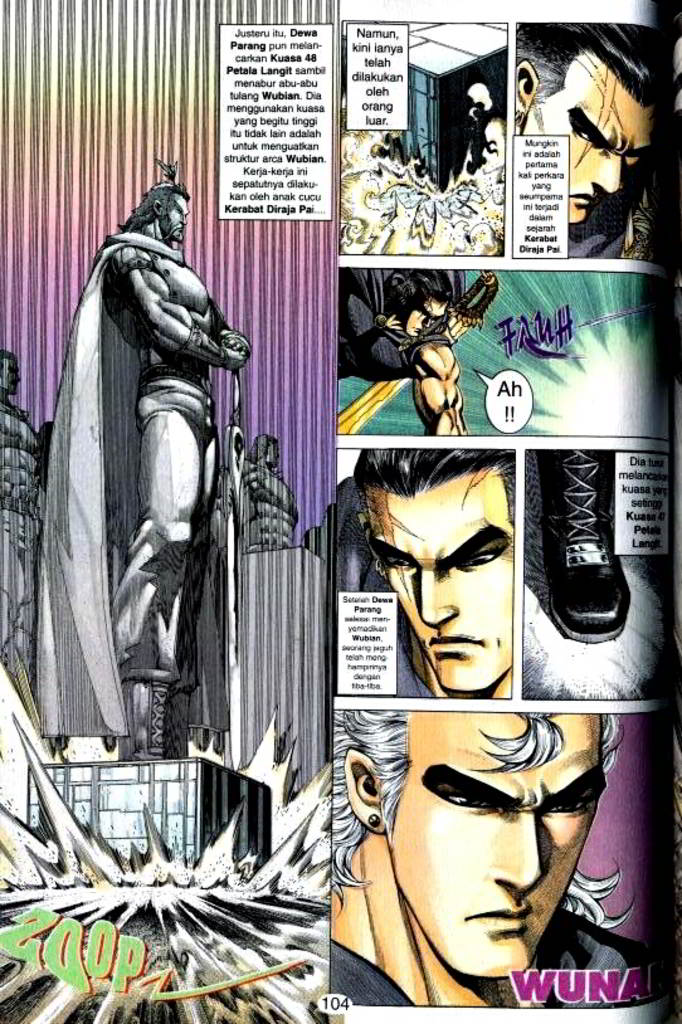 Justeru itu, Dewa
Parang pun melan-
carkan Kuasa 48
Petala Langit sambil
menabur abu-abu
tulang Wubian. Dia
menggunakan kuasa
yang begitu tinggi
itu tidak lain adalah
untuk menguatkan
struktur arca Wubian.
Kerja-kerja ini
sepatutnya dilaku-
kan oleh anak cucu
Kerabat Diraja Pai....
ZOOP
Namun,
kini ianya
telah
dilakukan
oleh
orang
luar.
Mungkin
ini adalah
pertama
kali perkara
yang
seumpama
ini terjadi
dalam
sejarah
Kerabat
Diraja Pai.
Ah
!!
Setelah Dewa
Parang
selesai men-
yemadikan
Wubian,
seorang jejuh
telah meng-
hampirinya
dengan
tiba-tiba.
Dia turut
melancarkan
kuasa yang
setinggi
Kuasa 47
Petala
Langit.
WUNA
104